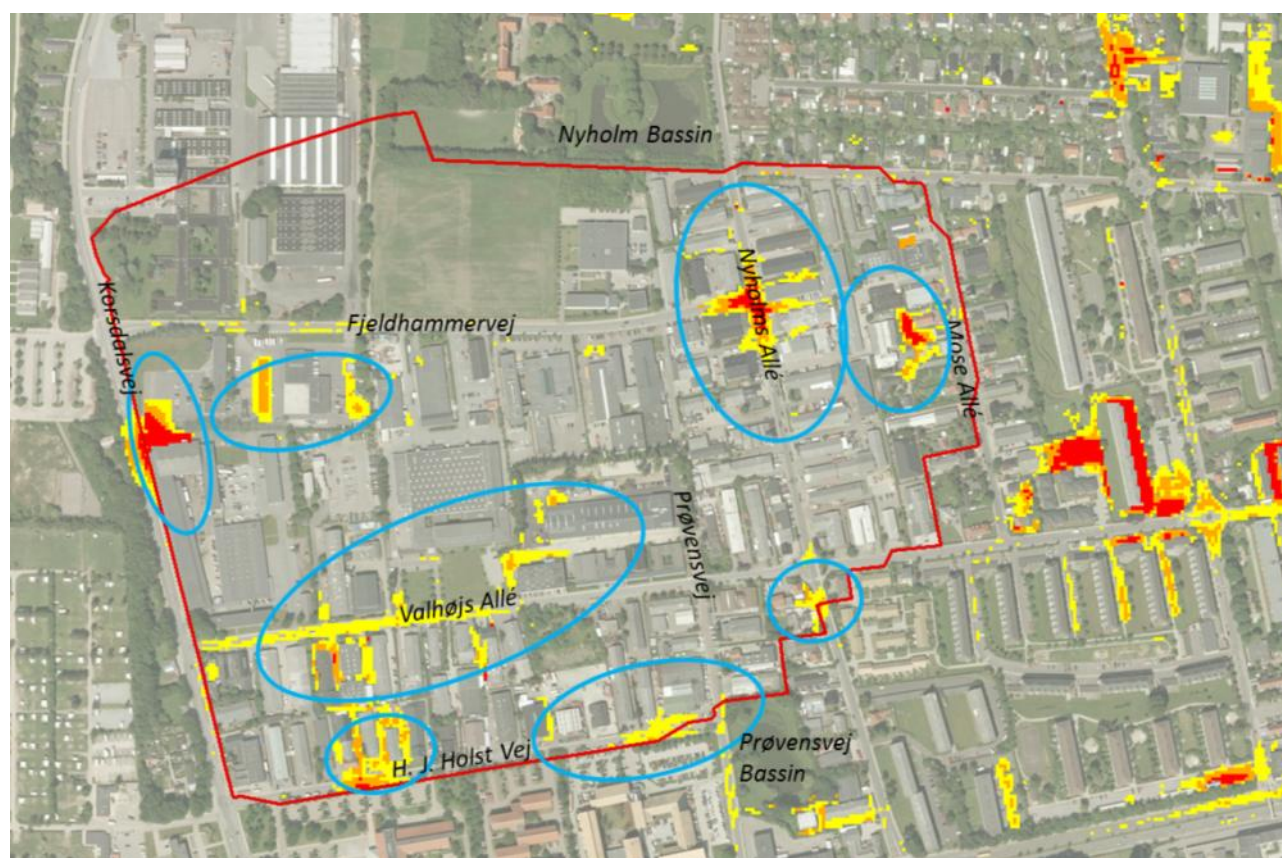 Nyholm Bassin
Korsdalsvej
Fjeldhammervej
Nyholms Allé
Mose Allé
Prøvensvej
Valhøjs Allé
H. J. Holst Vej
Prøvensvej
Bassin